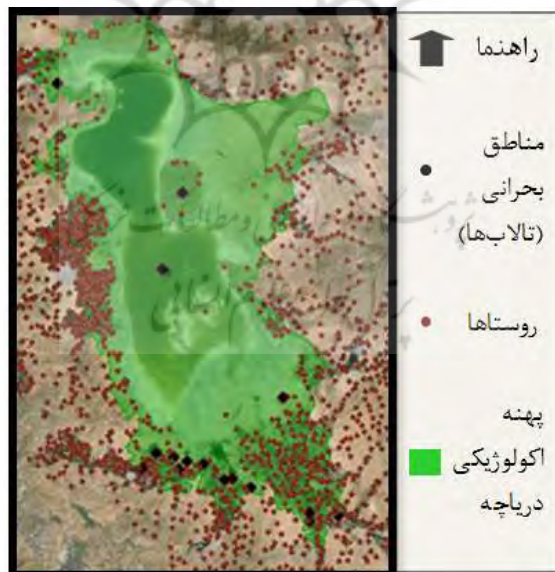 راهنما
مناطق
بحرانی
(تالاب‌ها)
روستاها
پهنه
اکولوژیکی
دریاچه